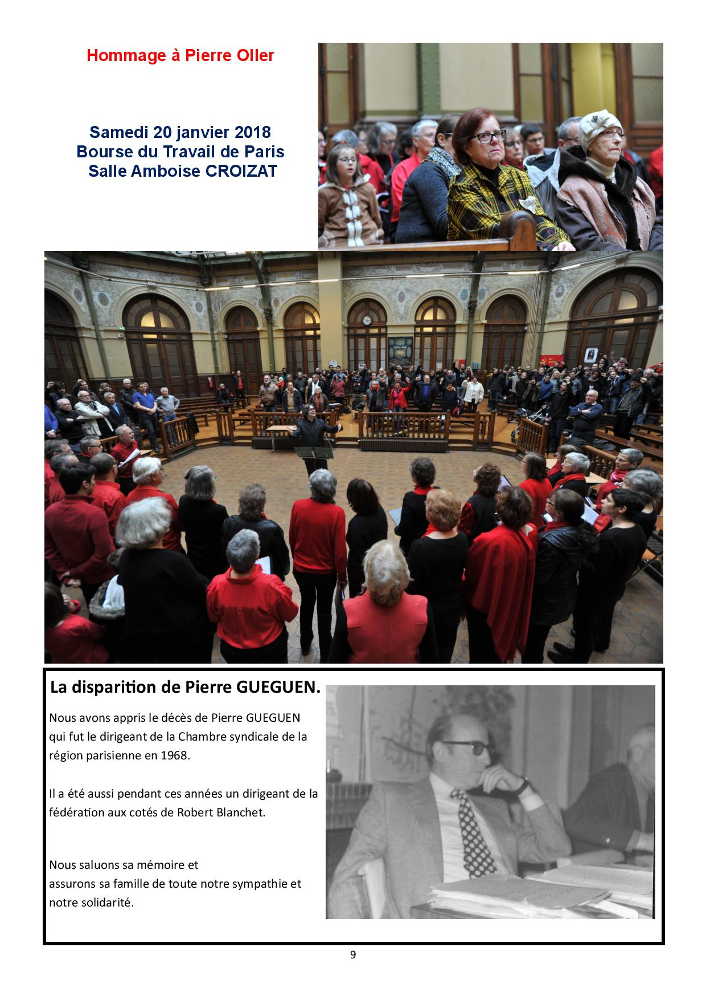 Hommage à Pierre Oller
Samedi 20 janvier 2018
Bourse du Travail de Paris
Salle Amboise CROIZAT
La disparition de Pierre GUEGUEN.
Nous avons appris le décès de Pierre GUEGUEN
qui fut le dirigeant de la Chambre syndicale de la
région parisienne en 1968.
Il a été aussi pendant ces années un dirigeant de la
fédération aux cotés de Robert Blanchet.
Nous saluons sa mémoire et
assurons sa famille de toute notre sympathie et
notre solidarité.
9